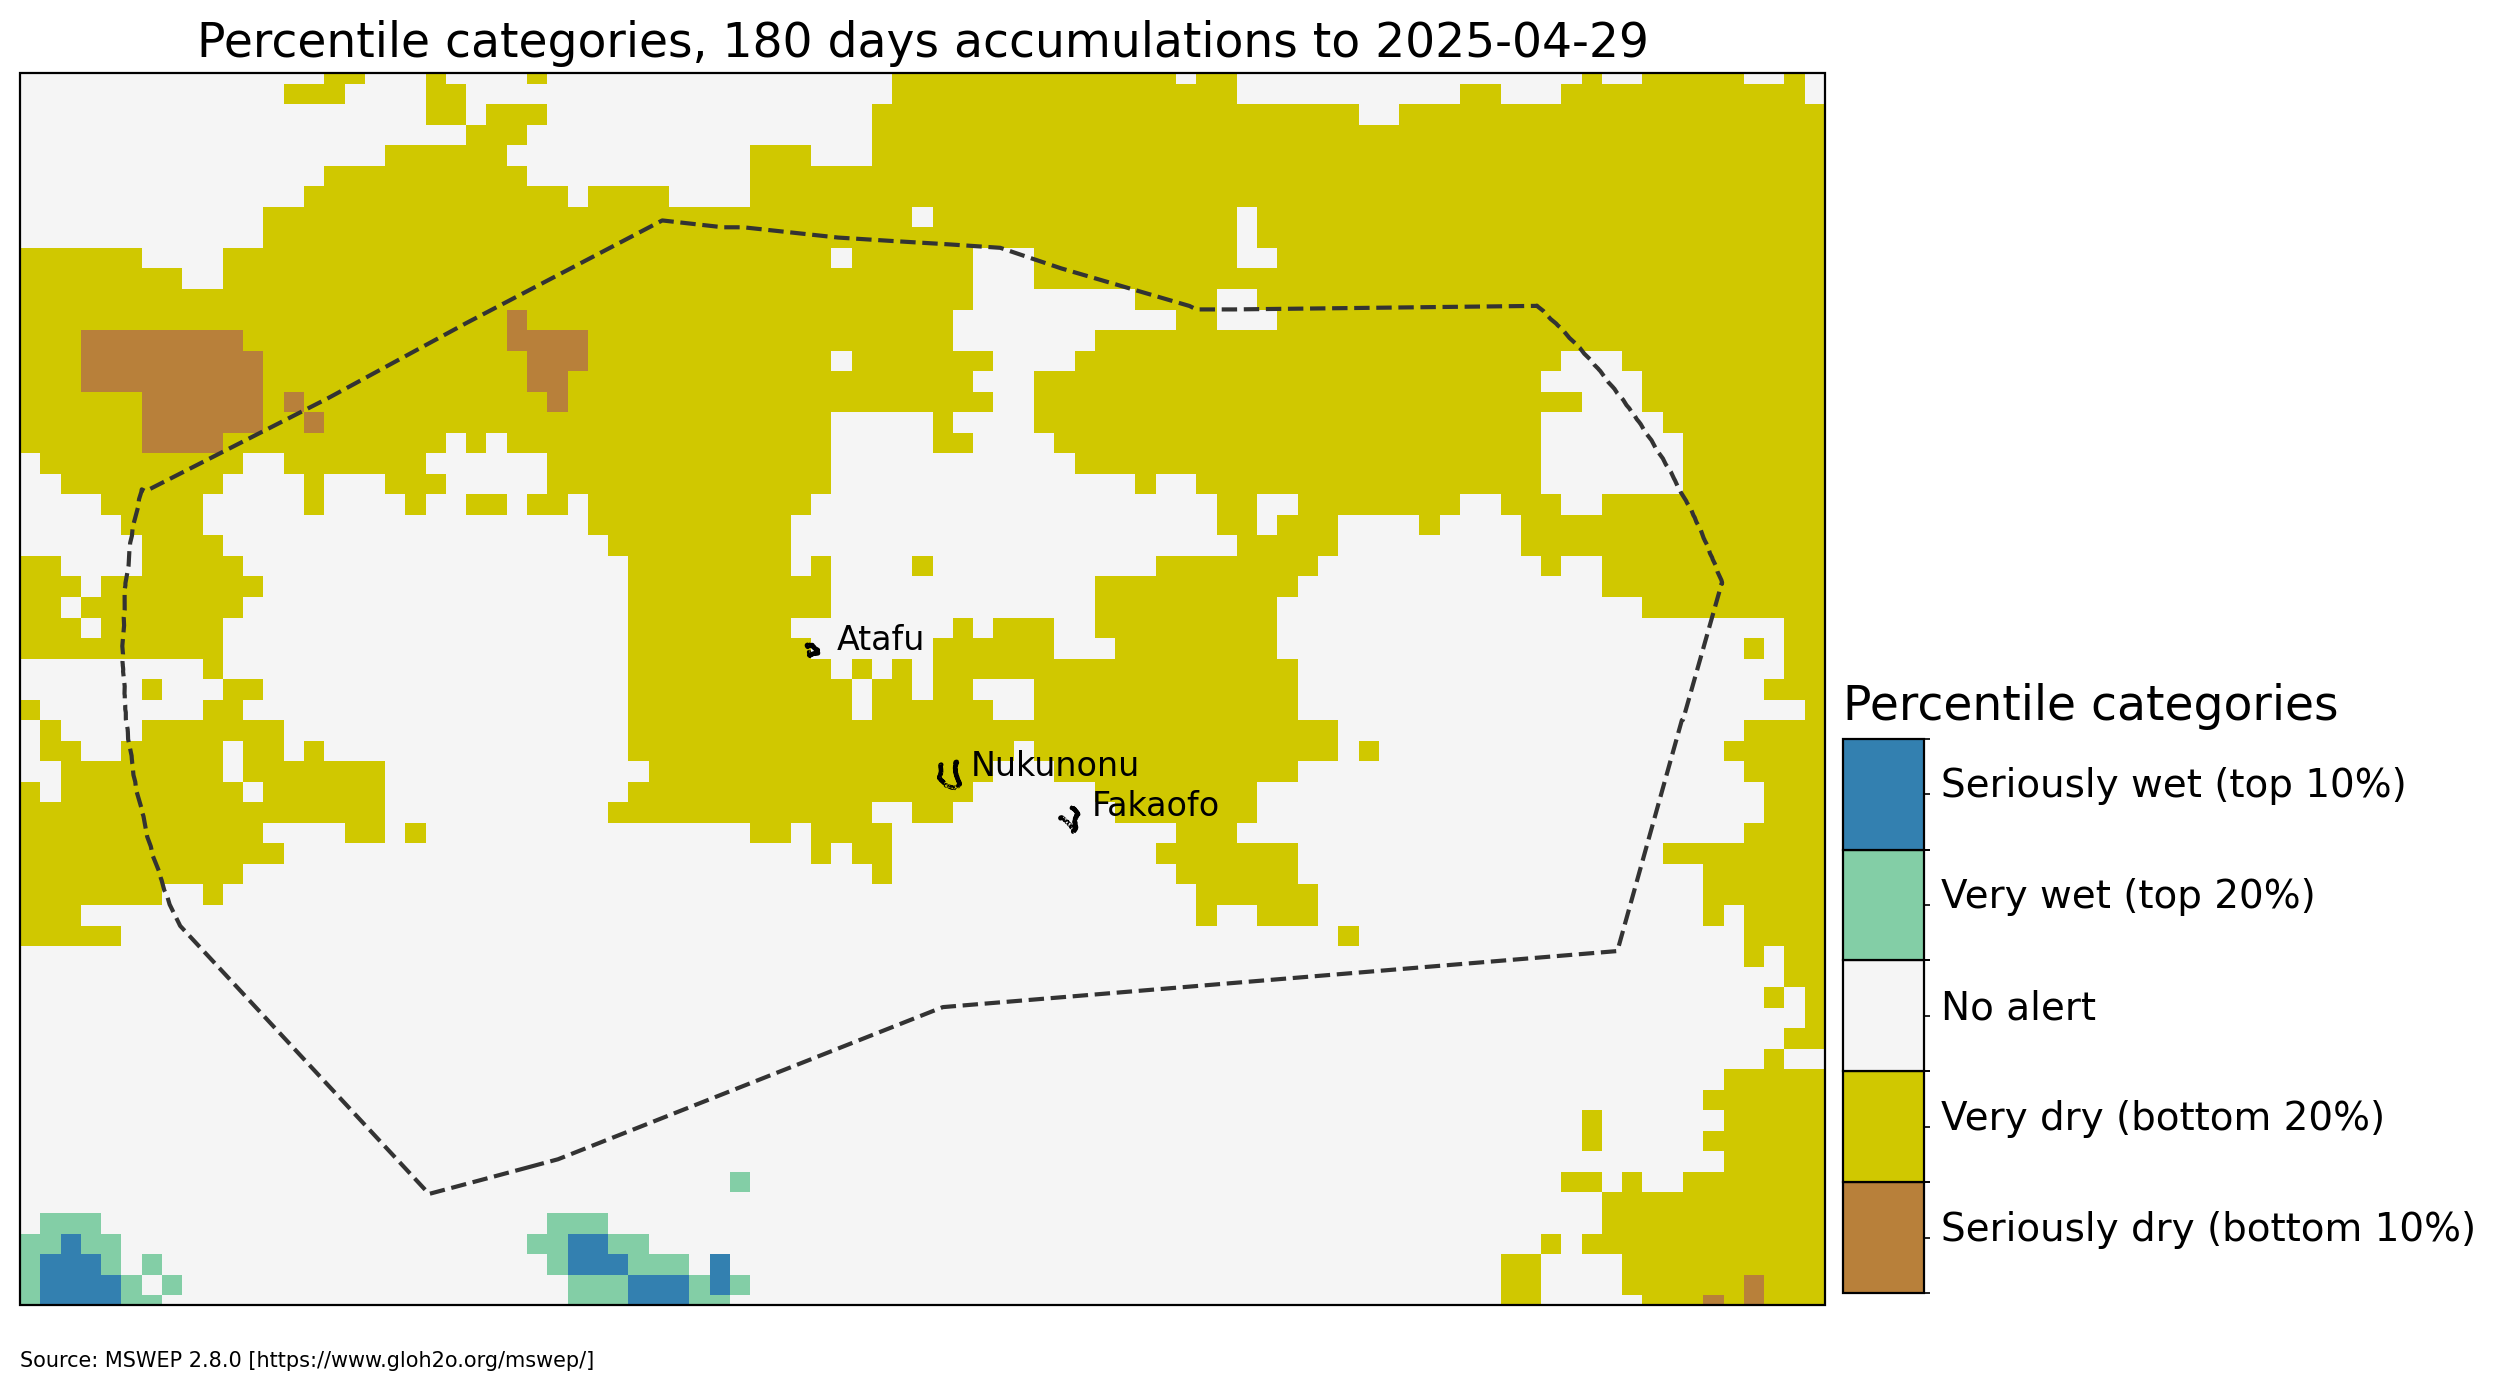 Percentile categories, 180 days accumulations to 2025-04-29
Atafu
Nukunonu
Fakaofo
Percentile categories
Seriously wet (top 10%)
Very wet (top 20%)
No alert
Very dry (bottom 20%)
Seriously dry (bottom 10%)
Source: MSWEP 2.8.0 [https://www.gloh2o.org/mswep/]